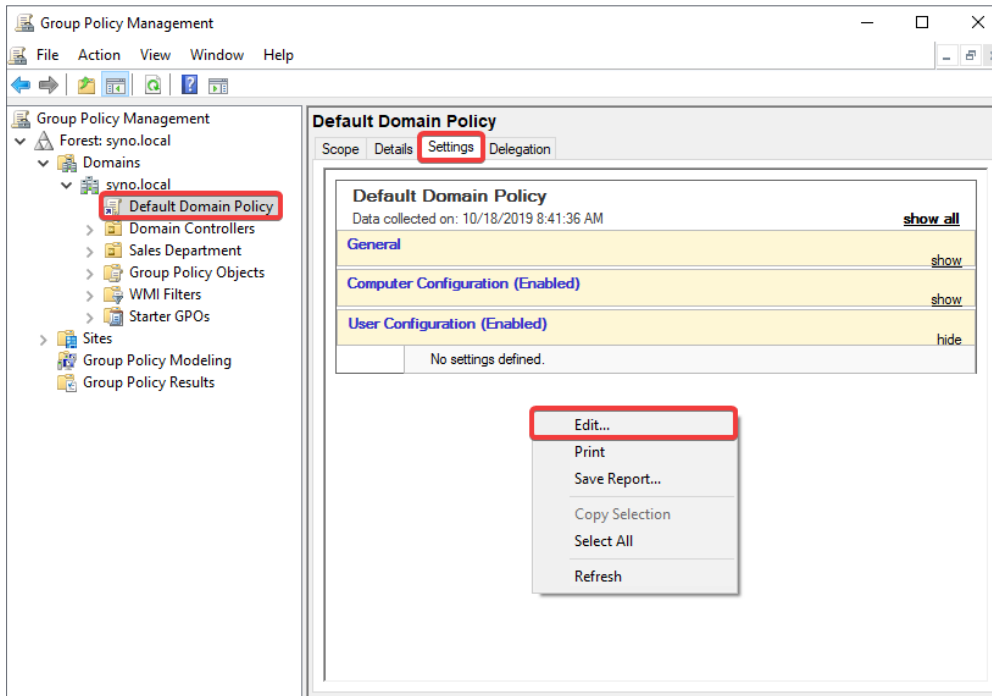 Group Policy Management
File Action View Window Help
Group Policy Management
Forest: syno.local
Domains
syno.local
Default Domain Policy
Domain Controllers
Sales Department
Group Policy Objects
WMI Filters
Starter GPOs
Sites
Group Policy Modeling
Group Policy Results
Default Domain Policy
Scope Details Settings Delegation
Default Domain Policy
Data collected on: 10/18/2019 8:41:36 AM show all
General
show
Computer Configuration (Enabled)
show
User Configuration (Enabled)
hide
No settings defined.
Edit...
Print
Save Report...
Copy Selection
Select All
Refresh